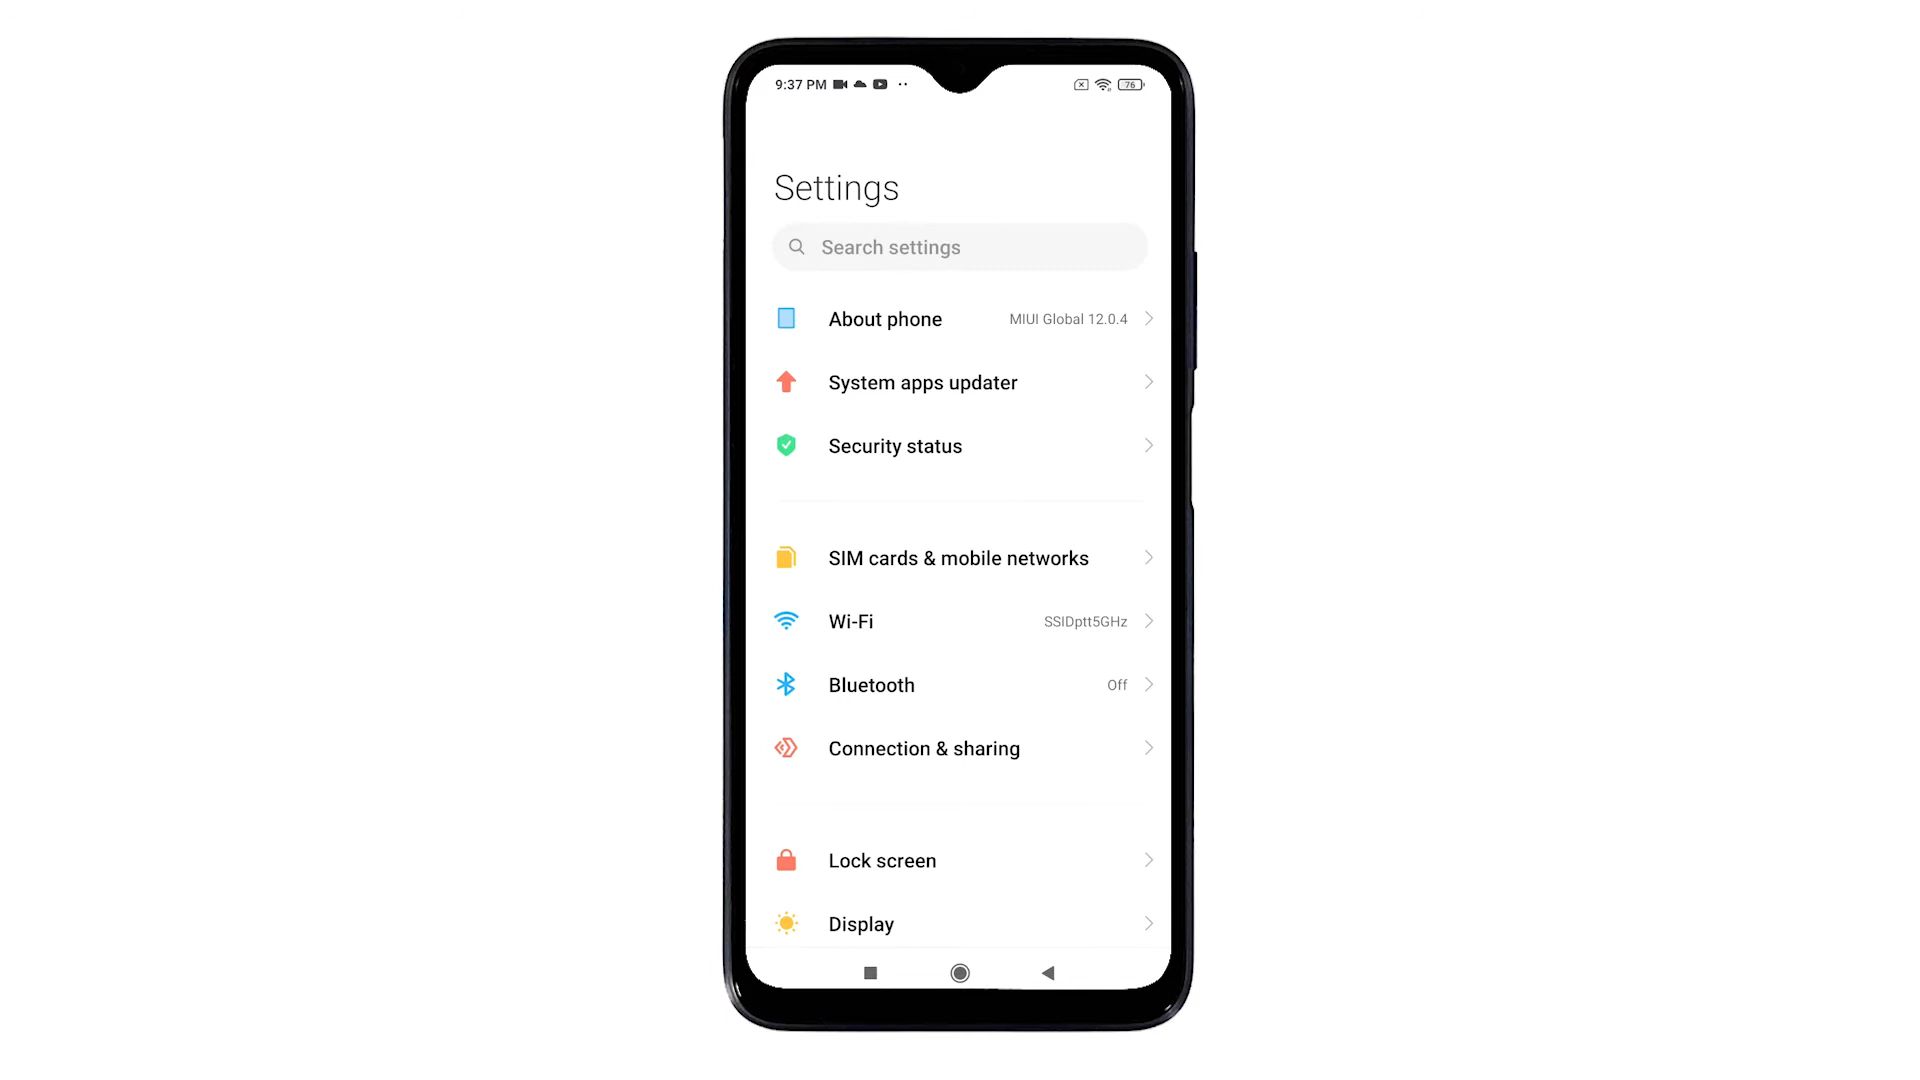 9:37 PM
76
Settings
Search settings
About phone MIUI Global 12.0.4
System apps updater
Security status
SIM cards & mobile networks
Wi-Fi SSIDptt5GHz
Bluetooth Off
Connection & sharing
Lock screen
Display